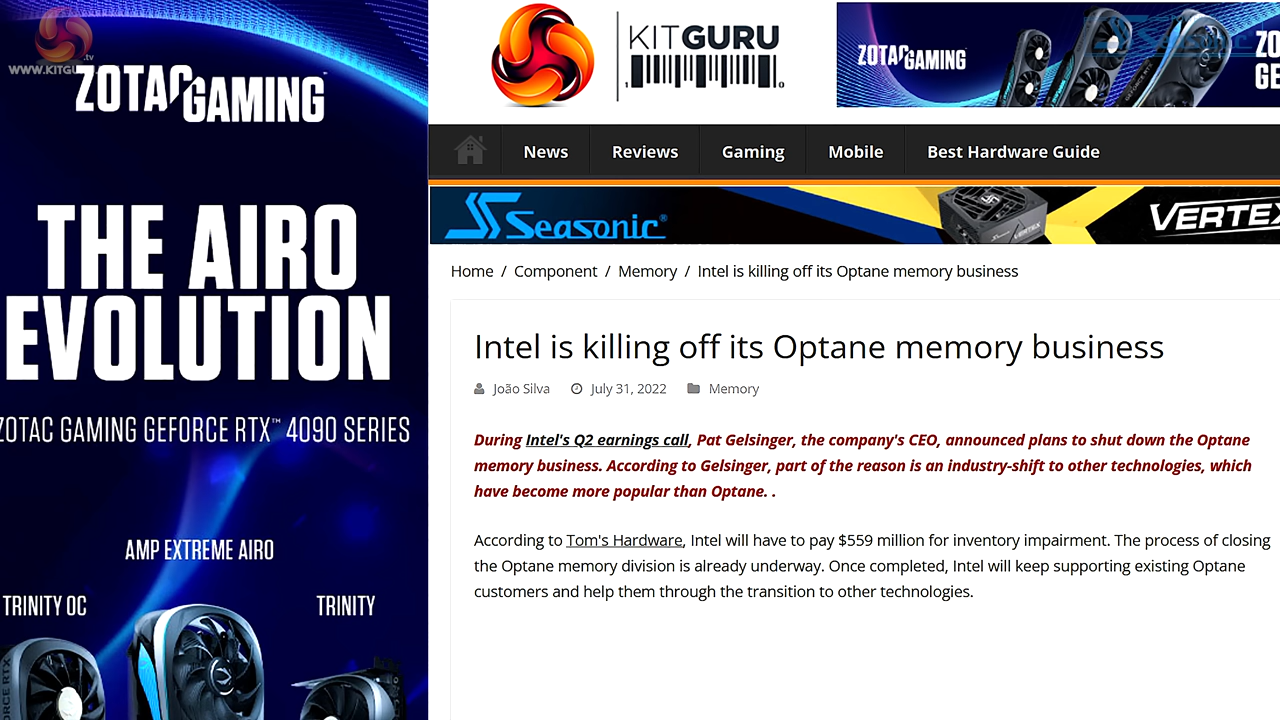 .tv
WWW.KITGU
ZOTAC GAMING
THE AIRO
EVOLUTION
ZOTAC GAMING GEFORCE RTX™ 4090 SERIES
AMP EXTREME AIRO
TRINITY OC
TRINITY
KITGURU
ZOTAC GAMING
GEFORCE RTX
ZO
GE
Seasonic
News
Reviews
Gaming
Mobile
Best Hardware Guide
Seasonic®
VERTEX
VERTEX
Home / Component / Memory / Intel is killing off its Optane memory business
Intel is killing off its Optane memory business
João Silva July 31, 2022 Memory
During Intel's Q2 earnings call, Pat Gelsinger, the company's CEO, announced plans to shut down the Optane
memory business. According to Gelsinger, part of the reason is an industry-shift to other technologies, which
have become more popular than Optane. .
According to Tom's Hardware, Intel will have to pay $559 million for inventory impairment. The process of closing
the Optane memory division is already underway. Once completed, Intel will keep supporting existing Optane
customers and help them through the transition to other technologies.